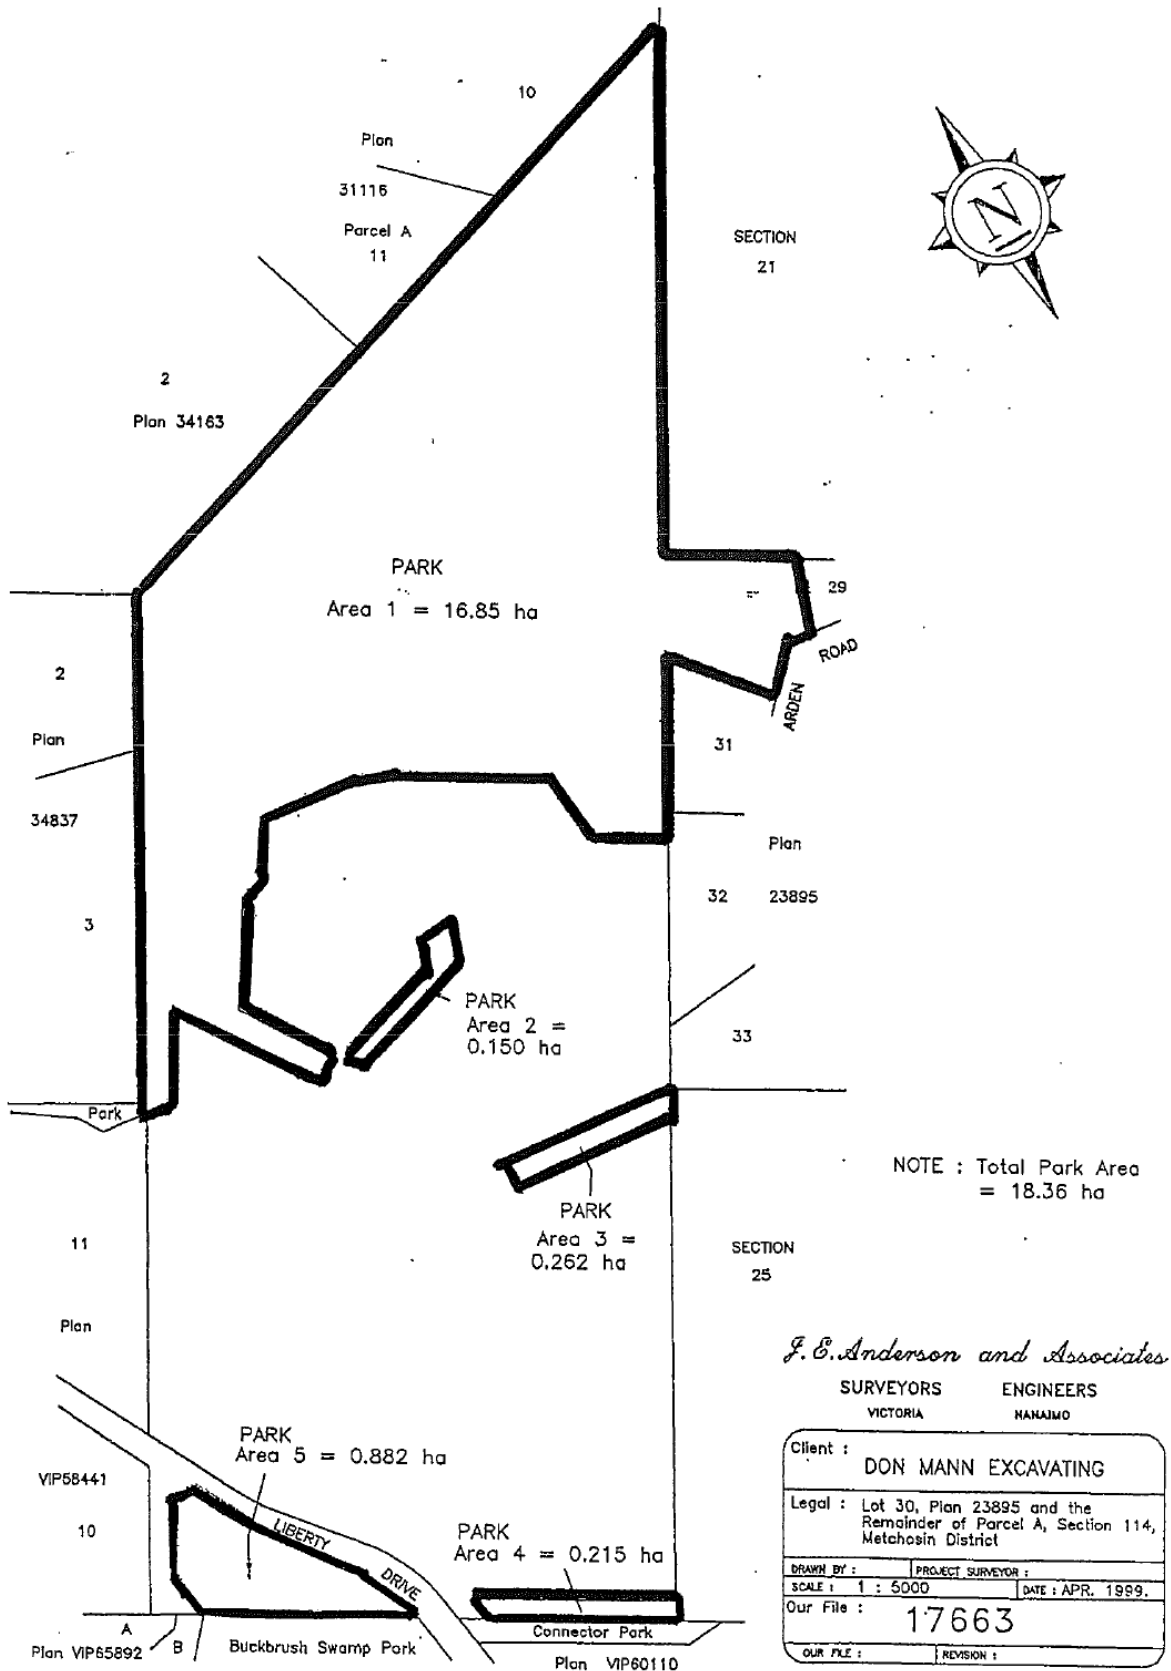 10
Plan
31116
Parcel A
11
N
SECTION
21
2
Plan 34163
PARK
Area 1 = 16.85 ha
29
ARDEN
ROAD
2
Plan
34837
31
Plan
32
23895
3
PARK
Area 2 =
0.150 ha
33
Park
NOTE : Total Park Area
= 18.36 ha
PARK
Area 3 =
0.262 ha
11
SECTION
25
Plan
J.E. Anderson and Associates
SURVEYORS ENGINEERS
VICTORIA NANAIMO
PARK
Area 5 = 0.882 ha
VIP58441
10
LIBERTY
DRIVE
PARK
Area 4 = 0.215 ha
A
Plan VIP65892
B
Buckbrush Swamp Park
Connector Park
Plan VIP60110
Client :
DON MANN EXCAVATING
Legal : Lot 30, Plan 23895 and the
Remainder of Parcel A, Section 114,
Metchosin District
DRAWN BY : PROJECT SURVEYOR :
SCALE : 1 : 5000 DATE : APR. 1999.
Our File : 17663
OUR FILE : REVISION :